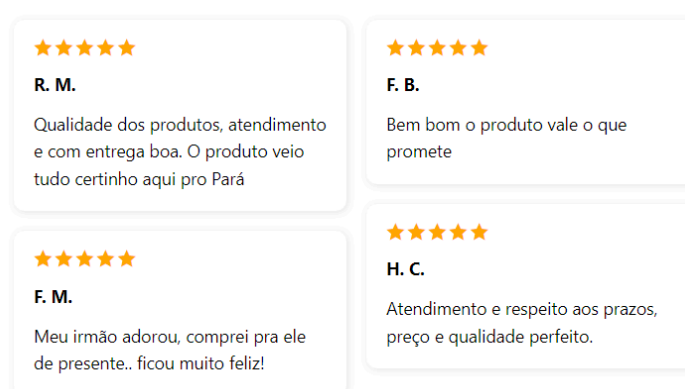 R. M.
Qualidade dos produtos, atendimento
e com entrega boa. O produto veio
tudo certinho aqui pro Pará
F. M.
Meu irmão adorou, comprei pra ele
de presente.. ficou muito feliz!
F. B.
Bem bom o produto vale o que
promete
H. C.
Atendimento e respeito aos prazos,
preço e qualidade perfeito.